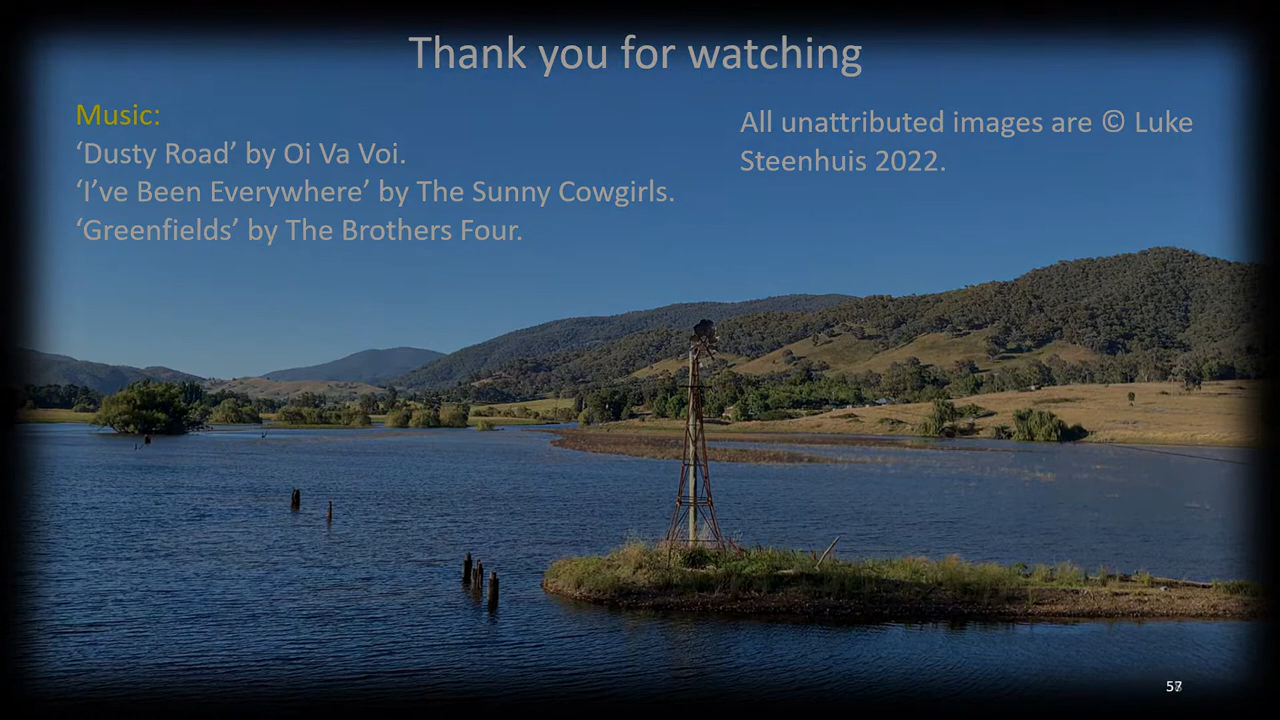 Thank you for watching
Music:
‘Dusty Road’ by Oi Va Voi.
‘I’ve Been Everywhere’ by The Sunny Cowgirls.
‘Greenfields’ by The Brothers Four.
All unattributed images are © Luke
Steenhuis 2022.